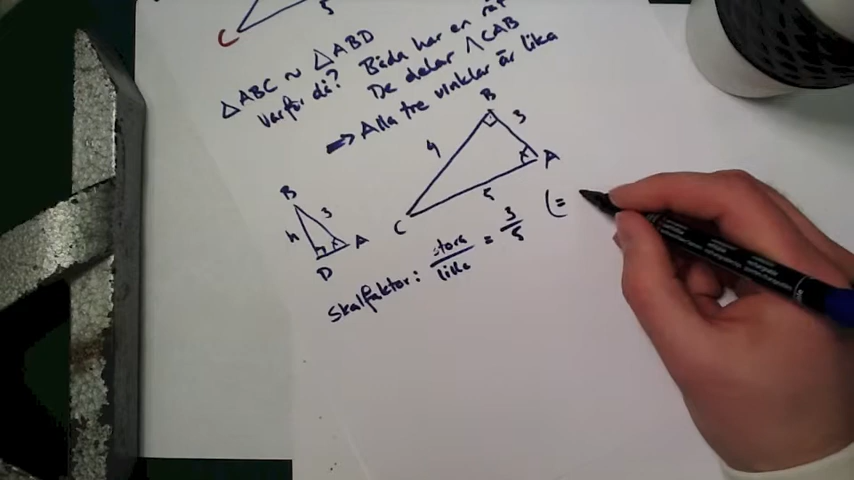 C 5
△ABC ~ △ABD
varför då? Båda har en rät
De delar ∧CAB
→ Alla tre vinklar är lika
B
4 3
A
C 5
B
h 3
D A
Skalfaktor: stora/lilla = 3/5 (=